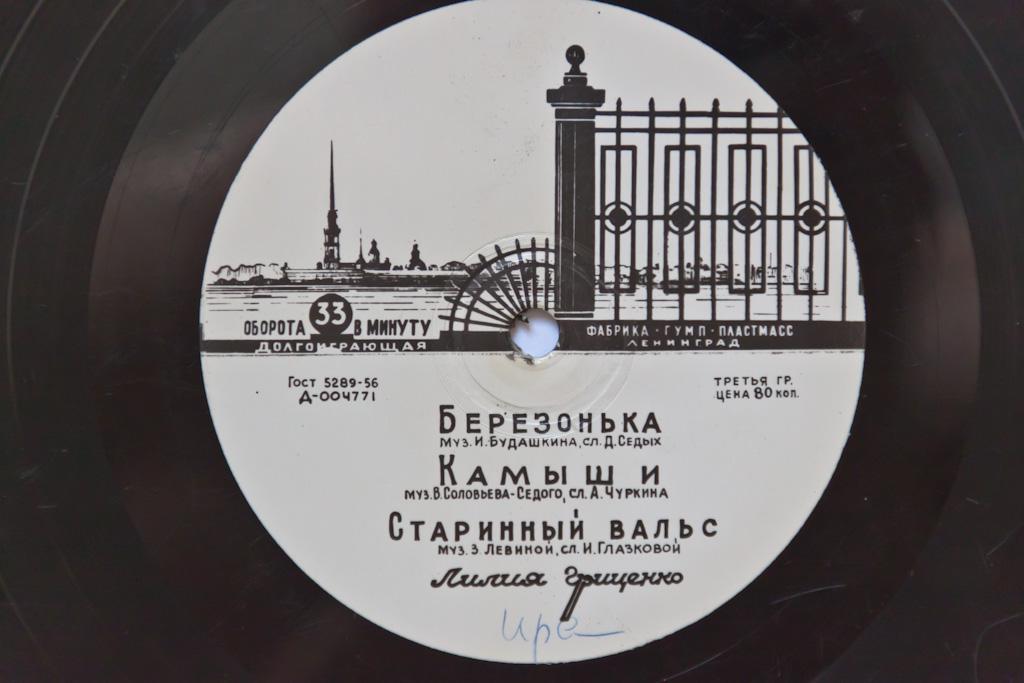 ОБОРОТА 33 В МИНУТУ
ДОЛГОИГРАЮЩАЯ
ФАБРИКА · ГУМП · ПЛАСТМАСС
ЛЕНИНГРАД
ГОСТ 5289-56
Д-004771
ТРЕТЬЯ ГР.
ЦЕНА 80 КОП.
БЕРЕЗОНЬКА
МУЗ. И. БУДАШКИНА, СЛ. Д. СЕДЫХ
КАМЫШИ
МУЗ. В. СОЛОВЬЕВА-СЕДОГО, СЛ. А. ЧУРКИНА
СТАРИННЫЙ ВАЛЬС
МУЗ. З. ЛЕВИНОЙ, СЛ. И. ГЛАЗКОВОЙ
Лилия Гриценко